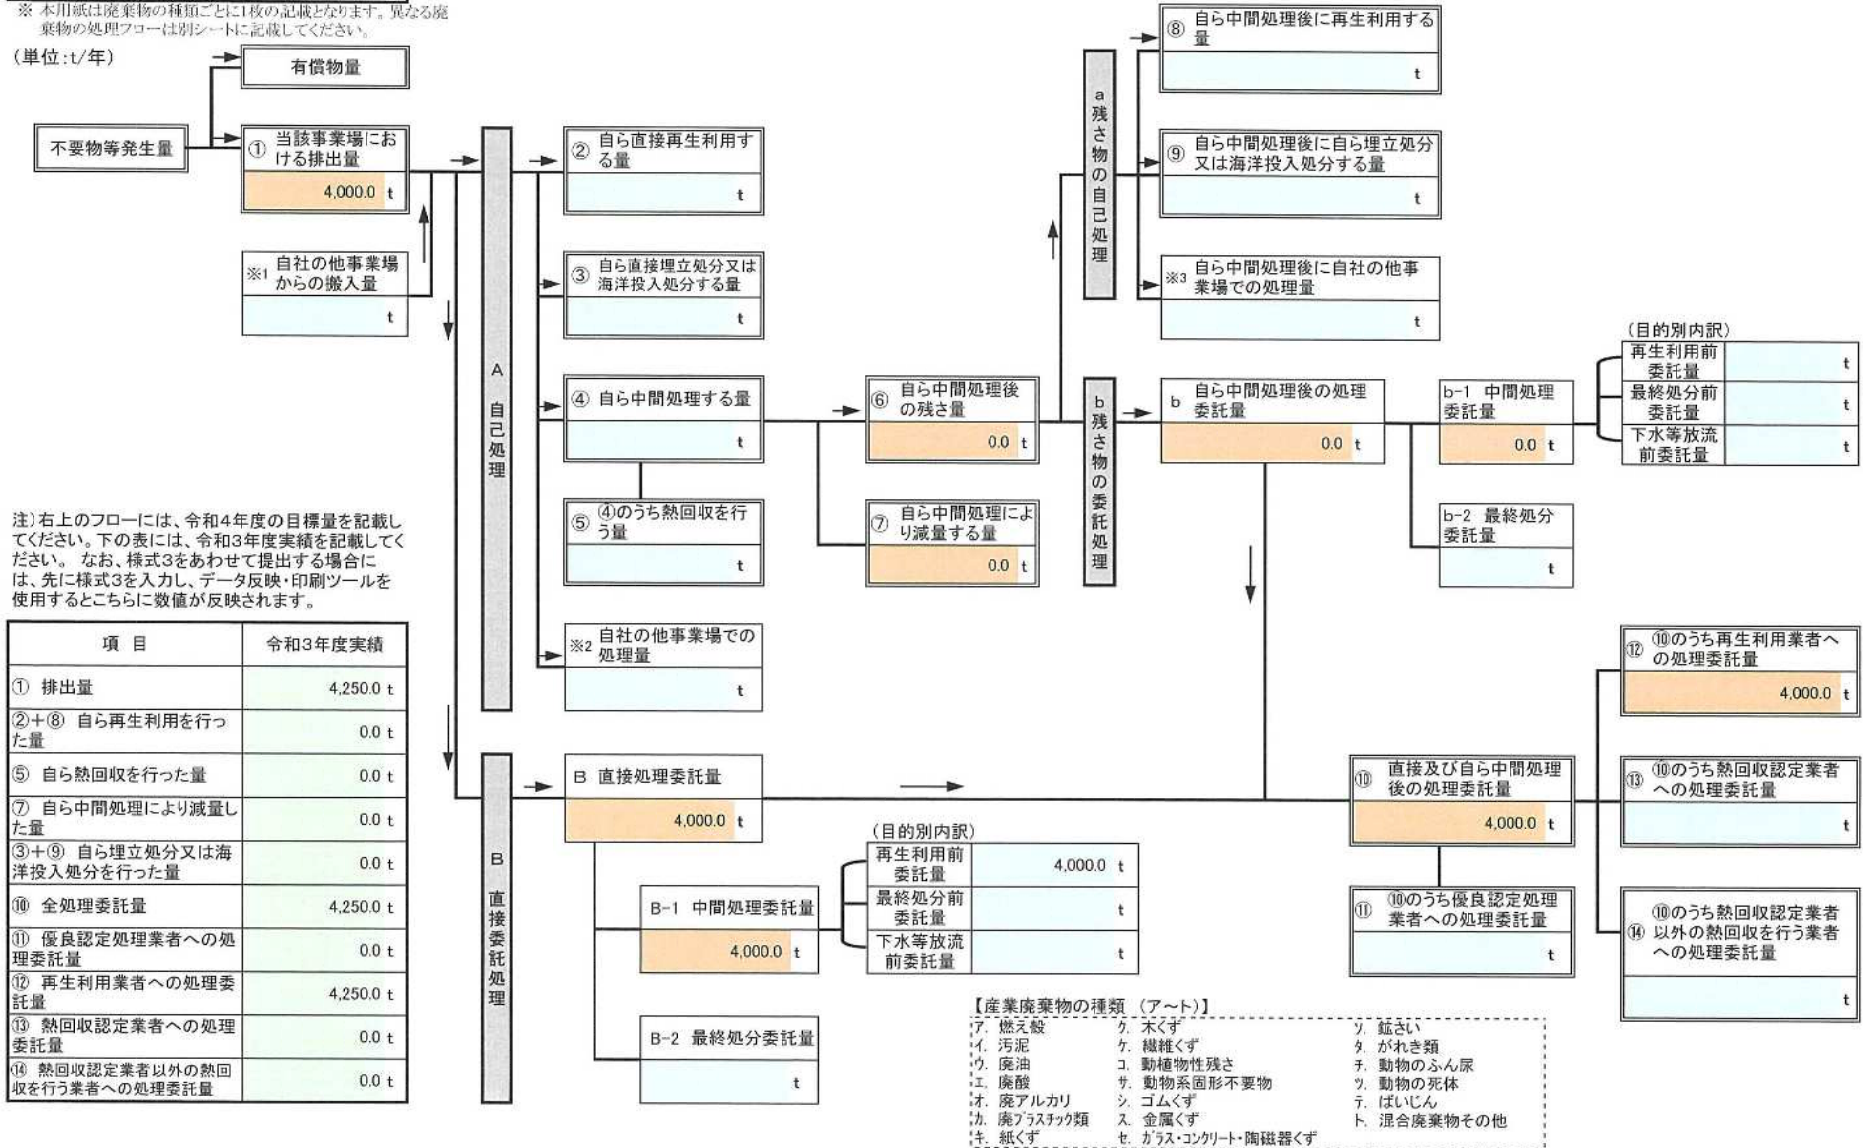 ※ 本用紙は廃棄物の種類ごとに1枚の記載となります。異なる廃
棄物の処理フローは別シートに記載してください。
(単位:t/年)
有償物量
不要物等発生量
① 当該事業場にお
ける排出量
4,000.0 t
※1 自社の他事業場
からの搬入量
t
A 自己処理
② 自ら直接再生利用す
る量
t
③ 自ら直接埋立処分又は
海洋投入処分する量
t
④ 自ら中間処理する量
t
⑤ ④のうち熱回収を行
う量
t
※2 自社の他事業場での
処理量
t
⑥ 自ら中間処理後
の残さ量
0.0 t
⑦ 自ら中間処理によ
り減量する量
0.0 t
a 残さ物の自己処理
⑧ 自ら中間処理後に再生利用する
量
t
⑨ 自ら中間処理後に自ら埋立処分
又は海洋投入処分する量
t
※3 自ら中間処理後に自社の他事
業場での処理量
t
b 残さ物の委託処理
b 自ら中間処理後の処理
委託量
0.0 t
b-1 中間処理
委託量
0.0 t
(目的別内訳)
再生利用前
委託量
t
最終処分前
委託量
t
下水等放流
前委託量
t
b-2 最終処分
委託量
t
注)右上のフローには、令和4年度の目標量を記載し
てください。下の表には、令和3年度実績を記載してく
ださい。 なお、様式3をあわせて提出する場合に
は、先に様式3を入力し、データ反映・印刷ツールを
使用するとこちらに数値が反映されます。
項 目 令和3年度実績
① 排出量 4,250.0 t
②+⑧ 自ら再生利用を行っ
た量 0.0 t
⑤ 自ら熱回収を行った量 0.0 t
⑦ 自ら中間処理により減量し
た量 0.0 t
③+⑨ 自ら埋立処分又は海
洋投入処分を行った量 0.0 t
⑩ 全処理委託量 4,250.0 t
⑪ 優良認定処理業者への処
理委託量 0.0 t
⑫ 再生利用業者への処理委
託量 4,250.0 t
⑬ 熱回収認定業者への処理
委託量 0.0 t
⑭ 熱回収認定業者以外の熱回
収を行う業者への処理委託量 0.0 t
B 直接委託処理
B 直接処理委託量
4,000.0 t
B-1 中間処理委託量
4,000.0 t
(目的別内訳)
再生利用前
委託量
4,000.0 t
最終処分前
委託量
t
下水等放流
前委託量
t
B-2 最終処分委託量
t
⑩ 直接及び自ら中間処理
後の処理委託量
4,000.0 t
⑪ ⑩のうち優良認定処理
業者への処理委託量
t
⑫ ⑩のうち再生利用業者へ
の処理委託量
4,000.0 t
⑬ ⑩のうち熱回収認定業者
への処理委託量
t
⑭ ⑩のうち熱回収認定業者
以外の熱回収を行う業者
への処理委託量
t
【産業廃棄物の種類 (ア~ト)】
ア. 燃え殻 ク. 木くず ソ. 鉱さい
イ. 汚泥 ケ. 繊維くず タ. がれき類
ウ. 廃油 コ. 動植物性残さ チ. 動物のふん尿
エ. 廃酸 サ. 動物系固形不要物 ツ. 動物の死体
オ. 廃アルカリ シ. ゴムくず テ. ばいじん
カ. 廃プラスチック類 ス. 金属くず ト. 混合廃棄物その他
キ. 紙くず セ. ガラス・コンクリート・陶磁器くず